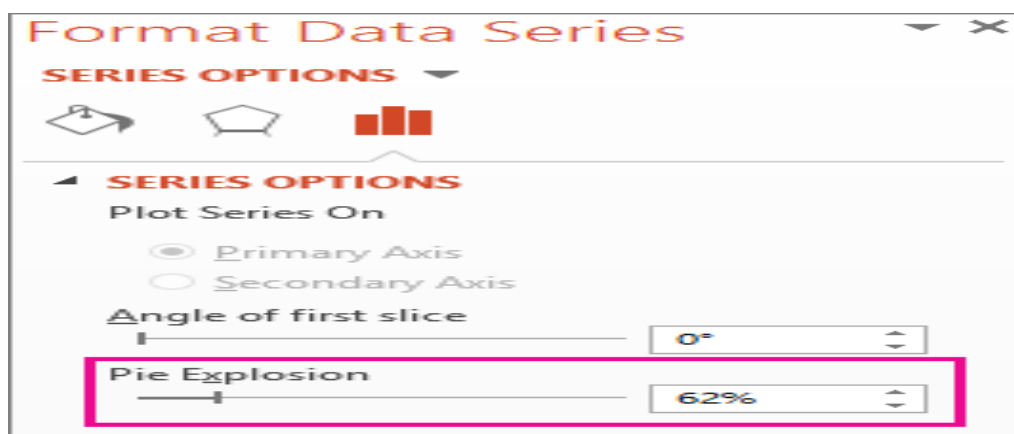 Format Data Series
SERIES OPTIONS
SERIES OPTIONS
Plot Series On
Primary Axis
Secondary Axis
Angle of first slice
0°
Pie Explosion
62%